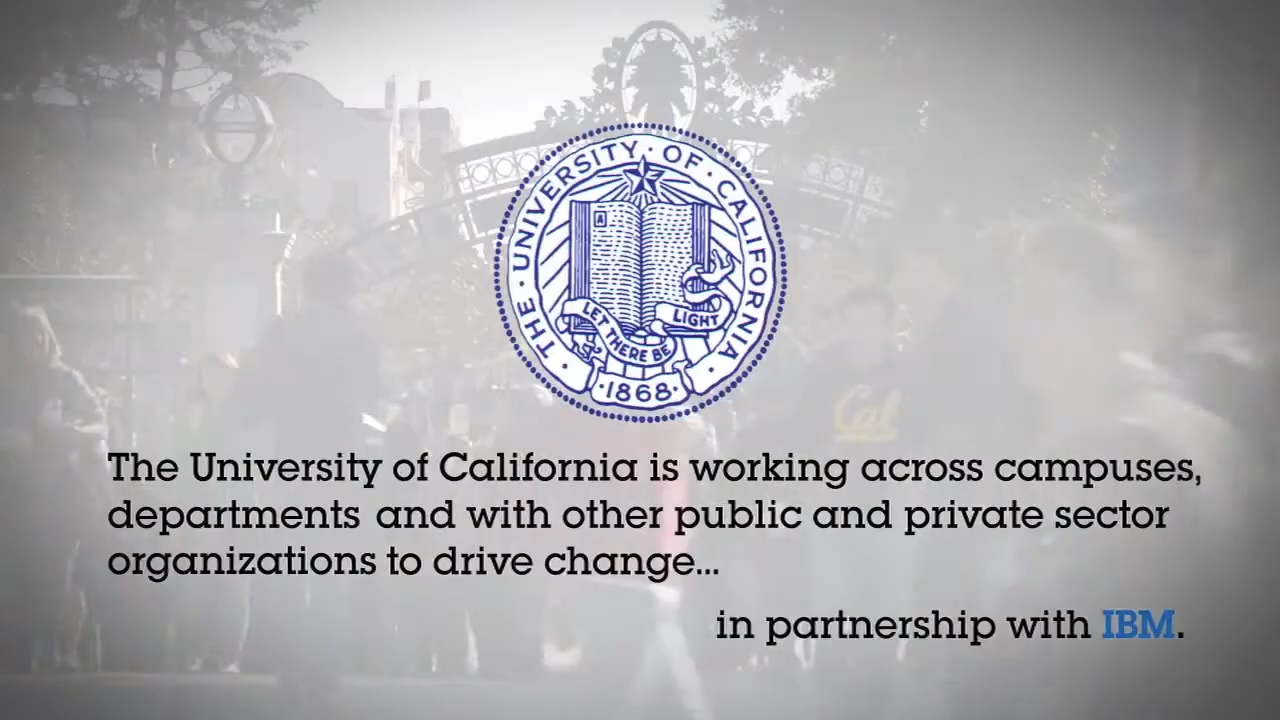 THE · UNIVERSITY · OF · CALIFORNIA ·
A
LET THERE BE LIGHT
·1868·
Cal
The University of California is working across campuses,
departments and with other public and private sector
organizations to drive change...
in partnership with IBM.